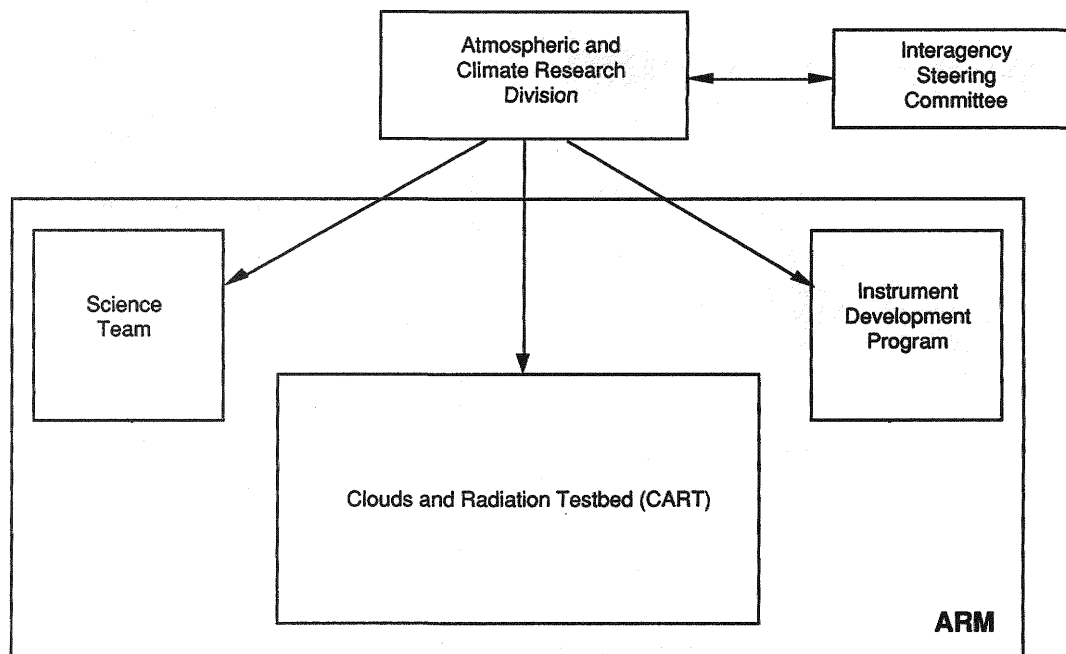 Atmospheric and
Climate Research
Division
Interagency
Steering
Committee
Science
Team
Instrument
Development
Program
Clouds and Radiation Testbed (CART)
ARM